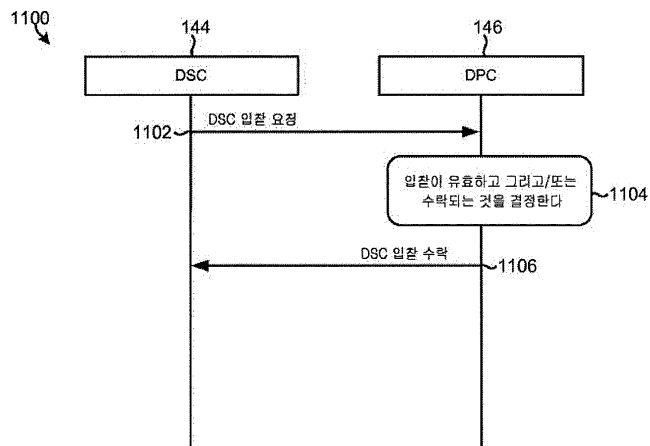 1100
144
146
DSC
DPC
DSC 입찰 요청
1102
입찰이 유효하고 그리고/또는
수락되는 것을 결정한다
1104
DSC 입찰 수락
1106